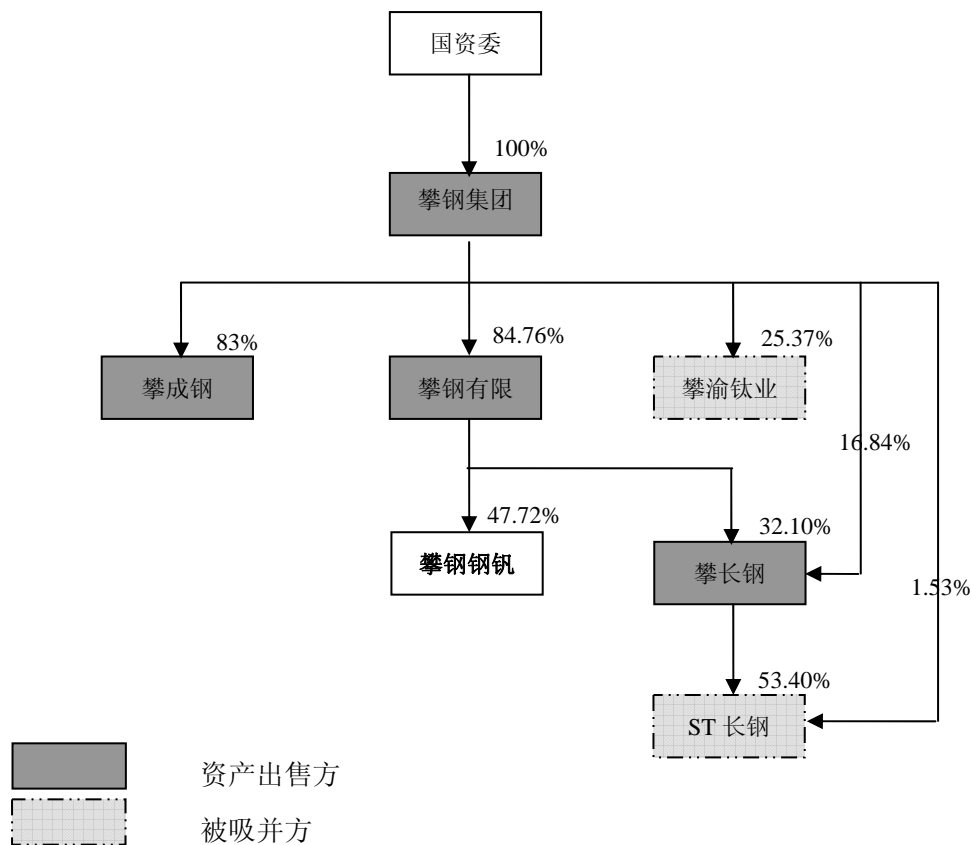 国资委
100%
攀钢集团
83%
84.76%
25.37%
攀成钢
攀钢有限
攀渝钛业
16.84%
47.72%
32.10%
攀钢钢钒
攀长钢
1.53%
53.40%
ST 长钢
资产出售方
被吸并方